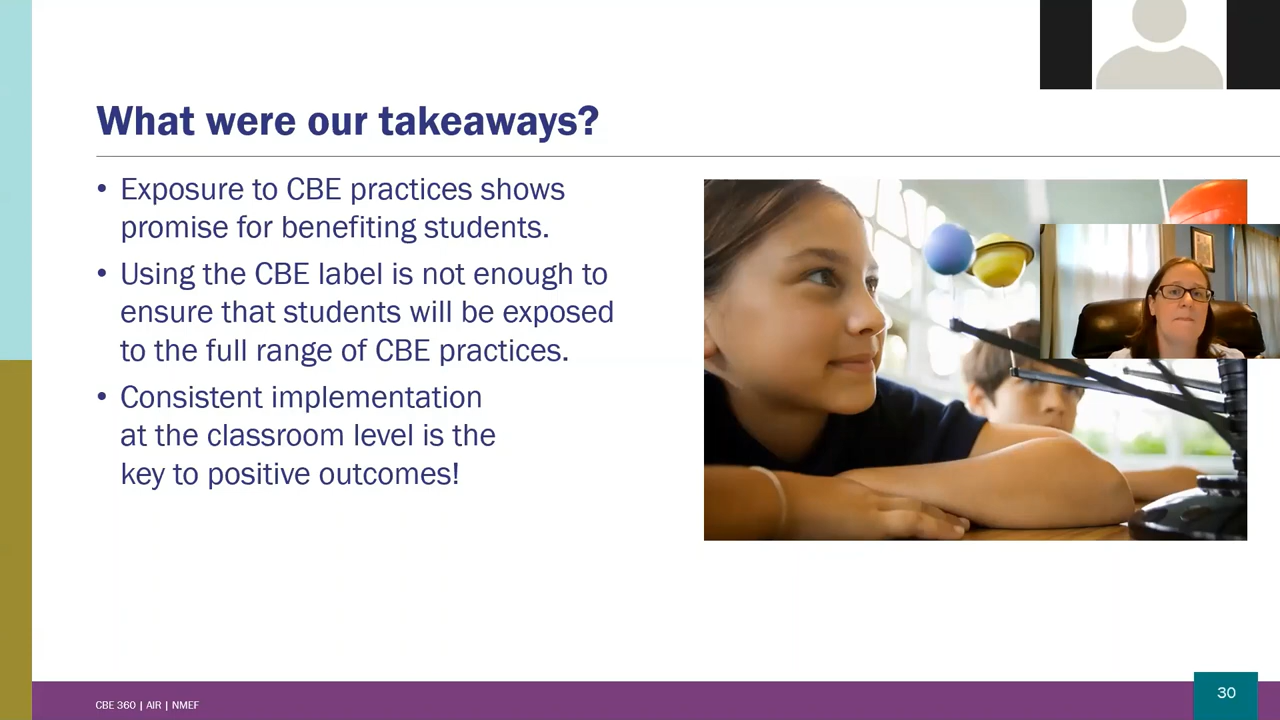 What were our takeaways?
• Exposure to CBE practices shows
promise for benefiting students.
• Using the CBE label is not enough to
ensure that students will be exposed
to the full range of CBE practices.
• Consistent implementation
at the classroom level is the
key to positive outcomes!
CBE 360 | AIR | NMEF
30